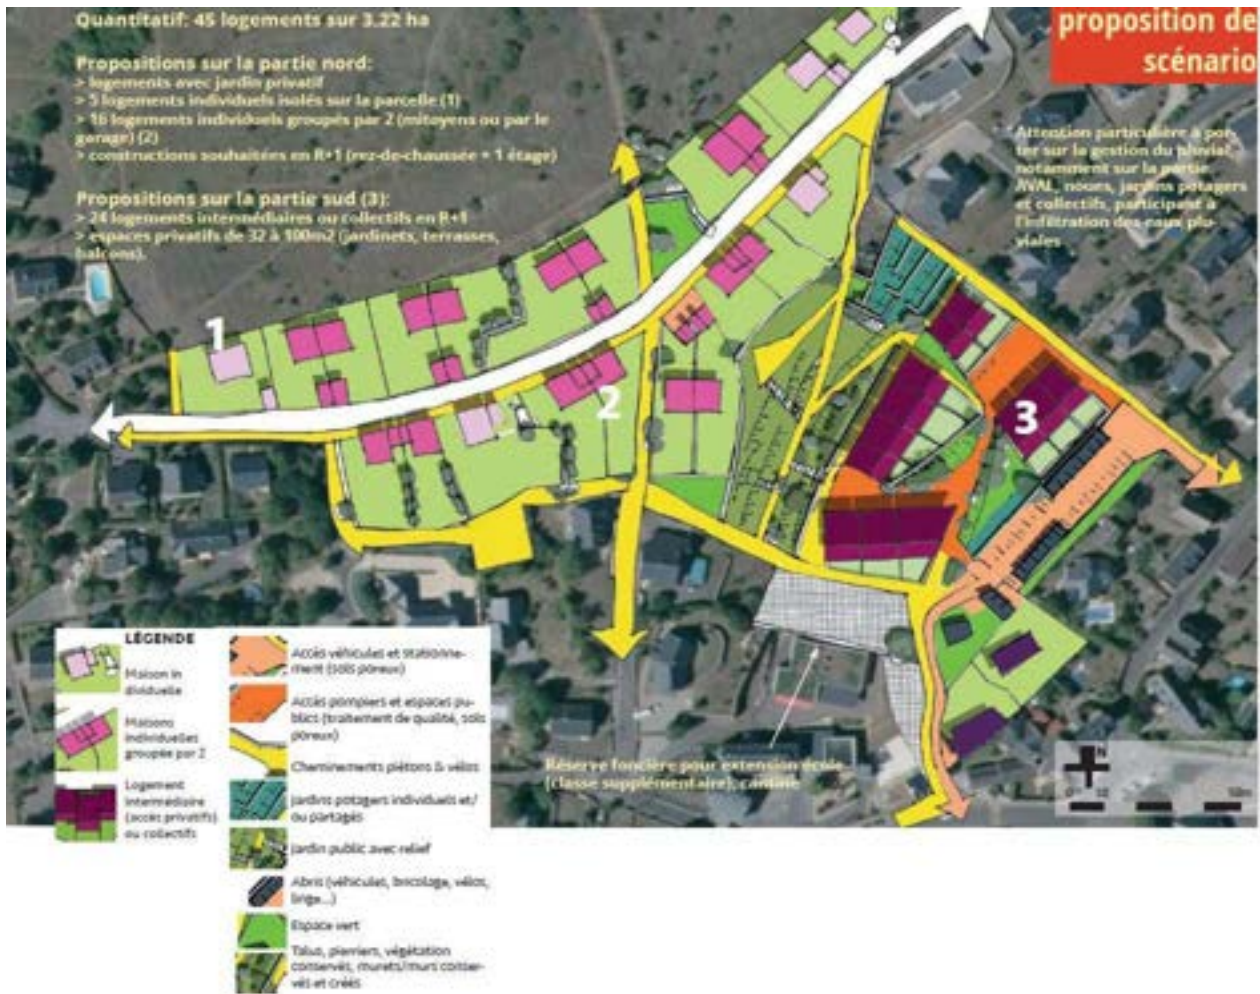 Quantitatif: 45 logements sur 3.22 ha
proposition de
scénario
Propositions sur la partie nord:
> logements avec jardin privatif
> 5 logements individuels isolés sur la parcelle (1)
> 16 logements individuels groupés par 2 (mitoyens ou par le
garage) (2)
> constructions souhaitées en R+1 (rez-de-chaussée + 1 étage)
Propositions sur la partie sud (3):
> 24 logements intermédiaires ou collectifs en R+1
> espaces privatifs de 32 à 100m2 (jardinets, terrasses,
balcons).
Attention particulière à por-
ter sur la gestion du pluvial,
notamment sur la partie
AVAL, noues, jardins potagers
et collectifs, participant à
l'infiltration des eaux plu-
viales
1
2
3
Réserve foncière pour extension école
(classe supplémentaire), cantine
N
0 10
50m
LÉGENDE
Maison in
dividuelle
Maisons
individuelles
groupée par 2
Logement
intermédiaire
(accès privatifs)
ou collectifs
Accès véhicules et stationne-
ment (sols poreux)
Accès pompiers et espaces pu-
blics (traitement de qualité, sols
poreux)
Cheminements piétons & vélos
Jardins potagers individuels et/
ou partagés
Jardin public avec relief
Abris (véhicules, bricolage, vélos,
Espace vert
Talus, pierriers, végétation
conservés, murets/murs conser-
vés et créés